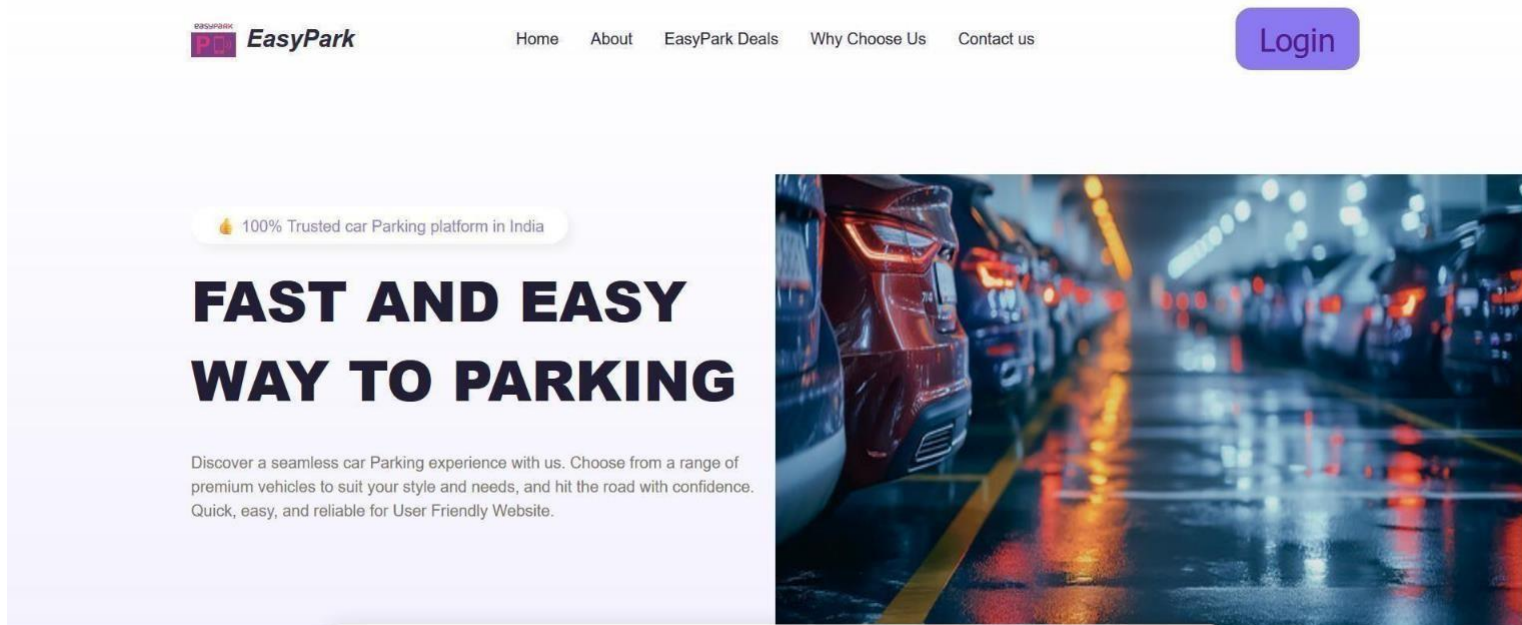 easypark
P
EasyPark
Home
About
EasyPark Deals
Why Choose Us
Contact us
Login
👍 100% Trusted car Parking platform in India
FAST AND EASY
WAY TO PARKING
Discover a seamless car Parking experience with us. Choose from a range of
premium vehicles to suit your style and needs, and hit the road with confidence.
Quick, easy, and reliable for User Friendly Website.